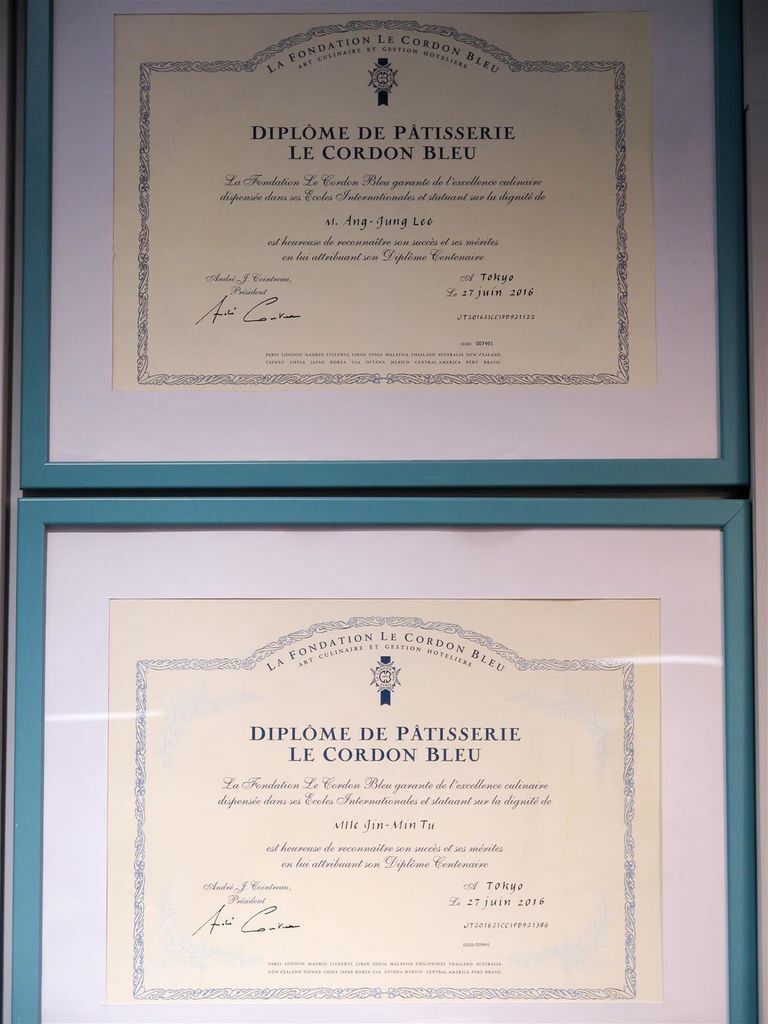 LA FONDATION LE CORDON BLEU
ART CULINAIRE ET GESTION HOTELIERE
DIPLÔME DE PÂTISSERIE
LE CORDON BLEU
La Fondation Le Cordon Bleu garante de l'excellence culinaire
dispensée dans ses Ecoles Internationales et statuant sur la dignité de
M. Ang-Jung Lee
est heureuse de reconnaître son succès et ses mérites
en lui attribuant son Diplôme Centenaire
André J. Cointreau,
Président
A Tokyo
Le 27 juin 2016
JT201621CC1PD921122
007491
PARIS LONDON MADRID ISTANBUL LIBAN INDIA MALAYSIA THAILAND AUSTRALIA NEW ZEALAND
TAIWAN CHINA JAPAN KOREA USA OTTAWA MEXICO CENTRAL AMERICA PERU BRASIL
LA FONDATION LE CORDON BLEU
ART CULINAIRE ET GESTION HOTELIERE
DIPLÔME DE PÂTISSERIE
LE CORDON BLEU
La Fondation Le Cordon Bleu garante de l'excellence culinaire
dispensée dans ses Ecoles Internationales et statuant sur la dignité de
Mlle Jin-Min Tu
est heureuse de reconnaître son succès et ses mérites
en lui attribuant son Diplôme Centenaire
André J. Cointreau,
Président
A Tokyo
Le 27 juin 2016
JT201621CC1PD921386
PARIS LONDON MADRID ISTANBUL LIBAN INDIA MALAYSIA PHILIPPINES THAILAND AUSTRALIA
NEW ZEALAND TAIWAN CHINA JAPAN KOREA USA OTTAWA MEXICO CENTRAL AMERICA PERU BRASIL